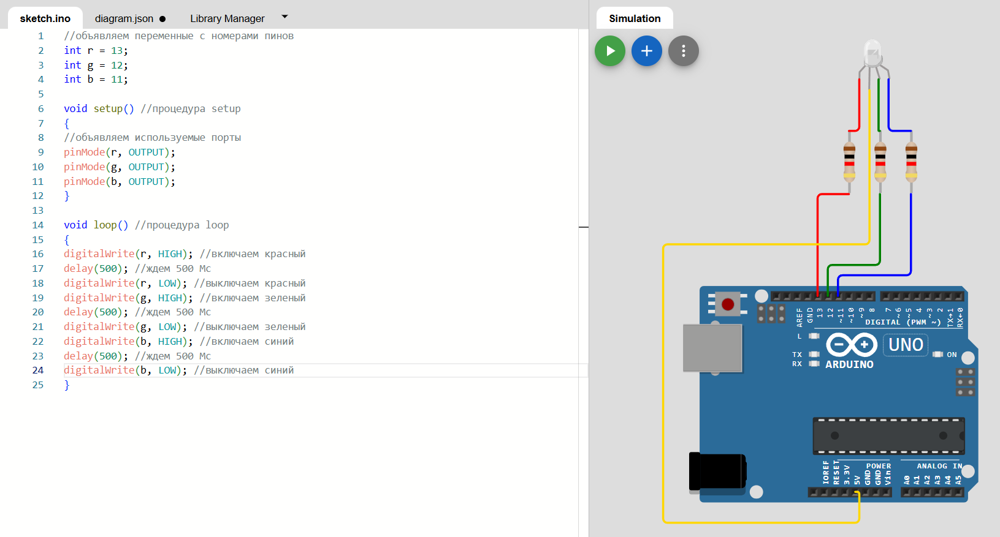 sketch.ino diagram.json Library Manager
1 //объявляем переменные с номерами пинов
2 int r = 13;
3 int g = 12;
4 int b = 11;
5
6 void setup() //процедура setup
7 {
8 //объявляем используемые порты
9 pinMode(r, OUTPUT);
10 pinMode(g, OUTPUT);
11 pinMode(b, OUTPUT);
12 }
13
14 void loop() //процедура loop
15 {
16 digitalWrite(r, HIGH); //включаем красный
17 delay(500); //ждем 500 Мс
18 digitalWrite(r, LOW); //выключаем красный
19 digitalWrite(g, HIGH); //включаем зеленый
20 delay(500); //ждем 500 Мс
21 digitalWrite(g, LOW); //выключаем зеленый
22 digitalWrite(b, HIGH); //включаем синий
23 delay(500); //ждем 500 Мс
24 digitalWrite(b, LOW); //выключаем синий
25 }
Simulation
AREF GND 13 12 ~11 ~10 ~9 8 7 ~6 ~5 4 ~3 2 TX→1 RX←0
DIGITAL (PWM ~)
L
UNO
TX
ON
RX
ARDUINO
POWER ANALOG IN
IOREF RESET 3.3V 5V GND GND Vin A0 A1 A2 A3 A4 A5